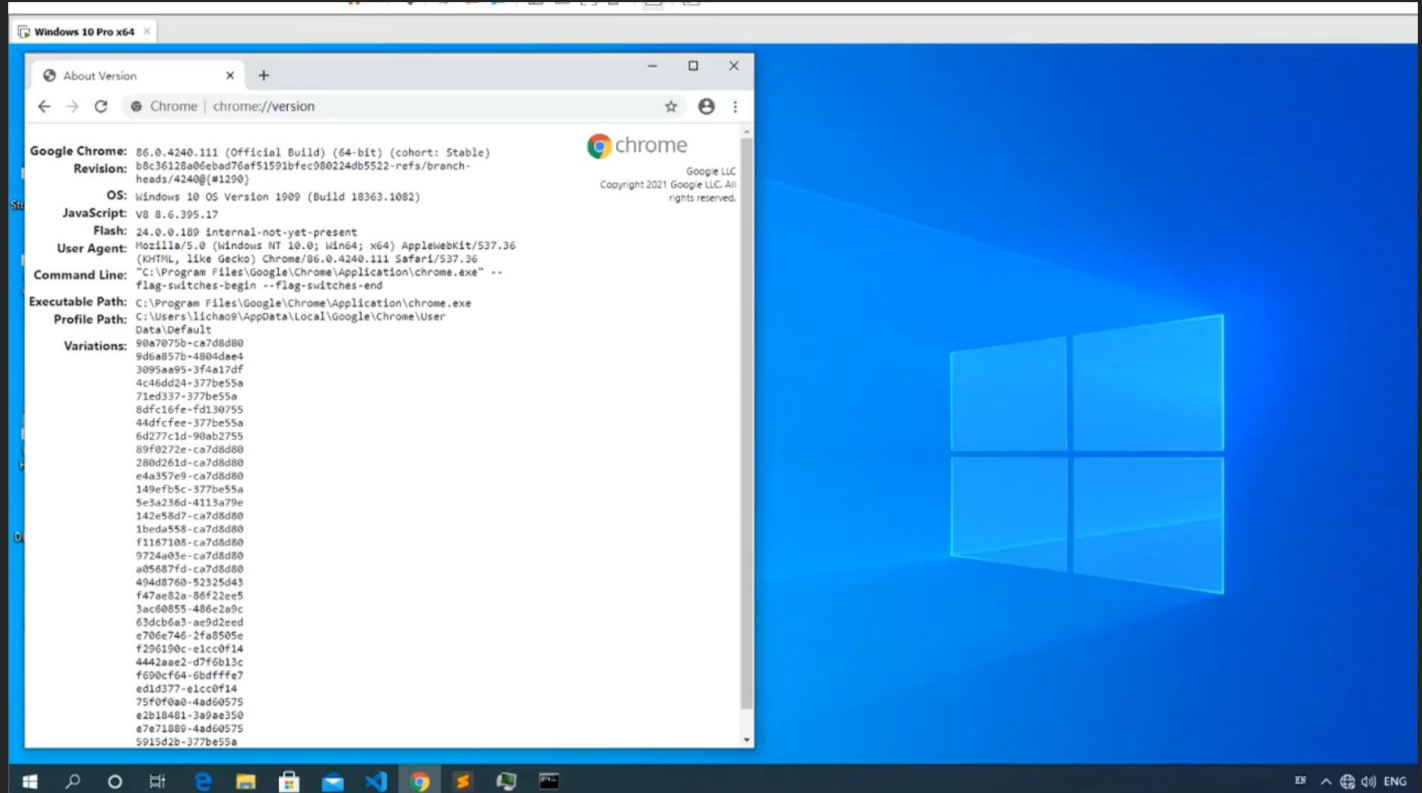 Windows 10 Pro x64
About Version
Chrome | chrome://version
chrome
Google LLC
Copyright 2021 Google LLC. All
rights reserved.
Google Chrome: 86.0.4240.111 (Official Build) (64-bit) (cohort: Stable)
Revision: b8c36128a06ebad76af51591bfec980224db5522-refs/branch-
heads/4240@{#1290}
OS: Windows 10 OS Version 1909 (Build 18363.1082)
JavaScript: V8 8.6.395.17
Flash: 24.0.0.189 internal-not-yet-present
User Agent: Mozilla/5.0 (Windows NT 10.0; Win64; x64) AppleWebKit/537.36
(KHTML, like Gecko) Chrome/86.0.4240.111 Safari/537.36
Command Line: "C:\Program Files\Google\Chrome\Application\chrome.exe" --
flag-switches-begin --flag-switches-end
Executable Path: C:\Program Files\Google\Chrome\Application\chrome.exe
Profile Path: C:\Users\lichao9\AppData\Local\Google\Chrome\User
Data\Default
Variations: 90a7075b-ca7d8d80
9d6a857b-4804dae4
3095aa95-3f4a17df
4c46dd24-377be55a
71ed337-377be55a
8dfc16fe-fd130755
44dfcfee-377be55a
6d277c1d-90ab2755
89f0272e-ca7d8d80
280d261d-ca7d8d80
e4a357e9-ca7d8d80
149efb5c-377be55a
5e3a236d-4113a79e
142e58d7-ca7d8d80
1beda558-ca7d8d80
f1167108-ca7d8d80
9724a03e-ca7d8d80
a05687fd-ca7d8d80
494d8760-52325d43
f47ae82a-86f22ee5
3ac60855-486e2a9c
63dcb6a3-ae9d2eed
e706e746-2fa8505e
f296190c-e1cc0f14
4442aae2-d7f6b13c
f690cf64-6bdfffe7
ed1d377-e1cc0f14
75f0f0a0-4ad60575
e2b18481-3a9ae350
e7e71889-4ad60575
5915d2b-377be55a
ENG